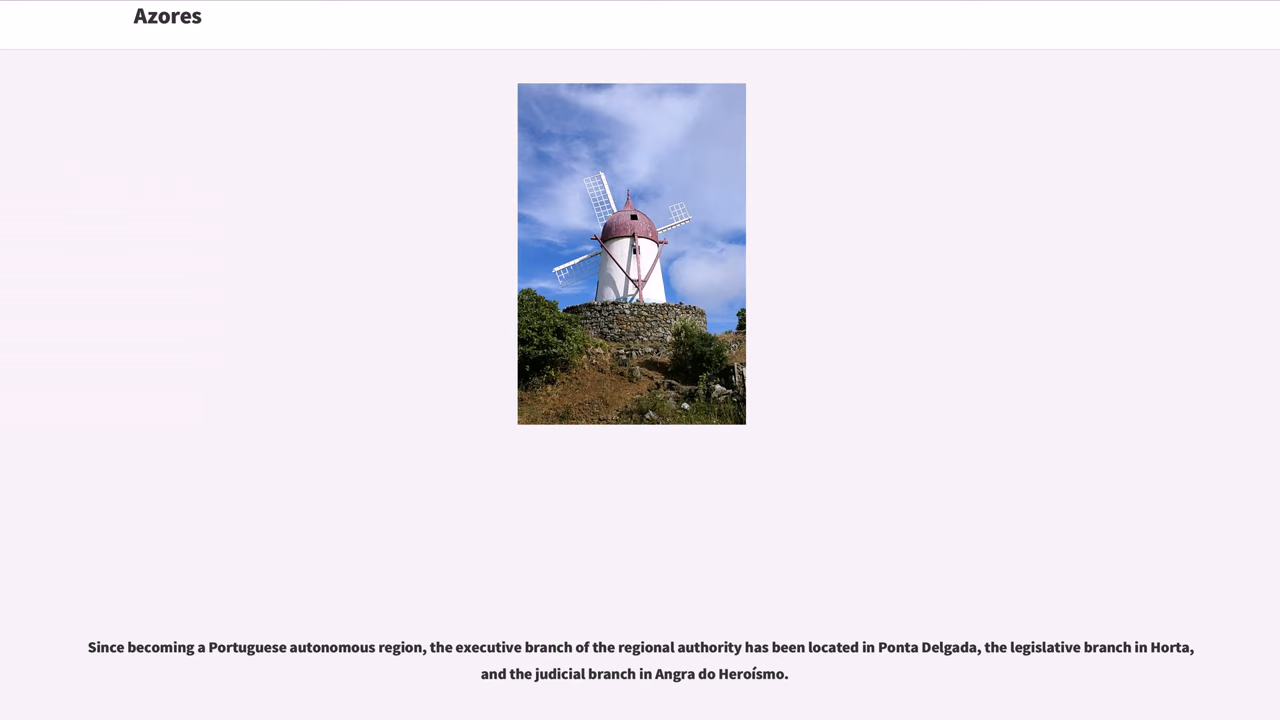 Azores
Since becoming a Portuguese autonomous region, the executive branch of the regional authority has been located in Ponta Delgada, the legislative branch in Horta,
and the judicial branch in Angra do Heroísmo.